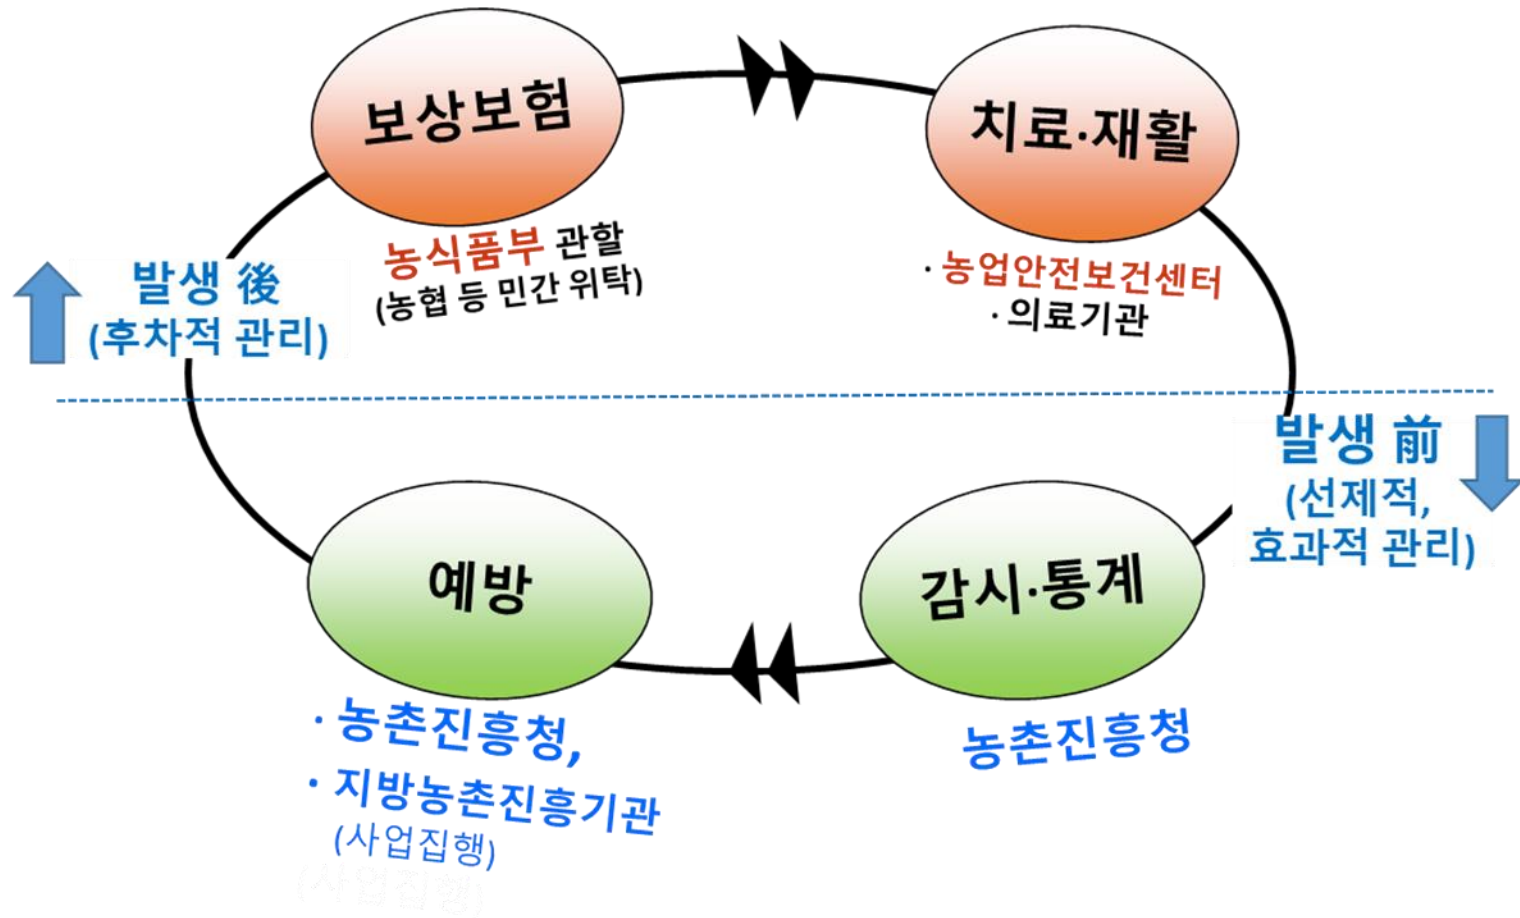 보상보험
농식품부 관할
(농협 등 민간 위탁)
치료·재활
· 농업안전보건센터
· 의료기관
발생 後
(후차적 관리)
발생 前
(선제적,
효과적 관리)
예방
· 농촌진흥청,
· 지방농촌진흥기관
(사업집행)
(사업집행)
감시·통계
농촌진흥청